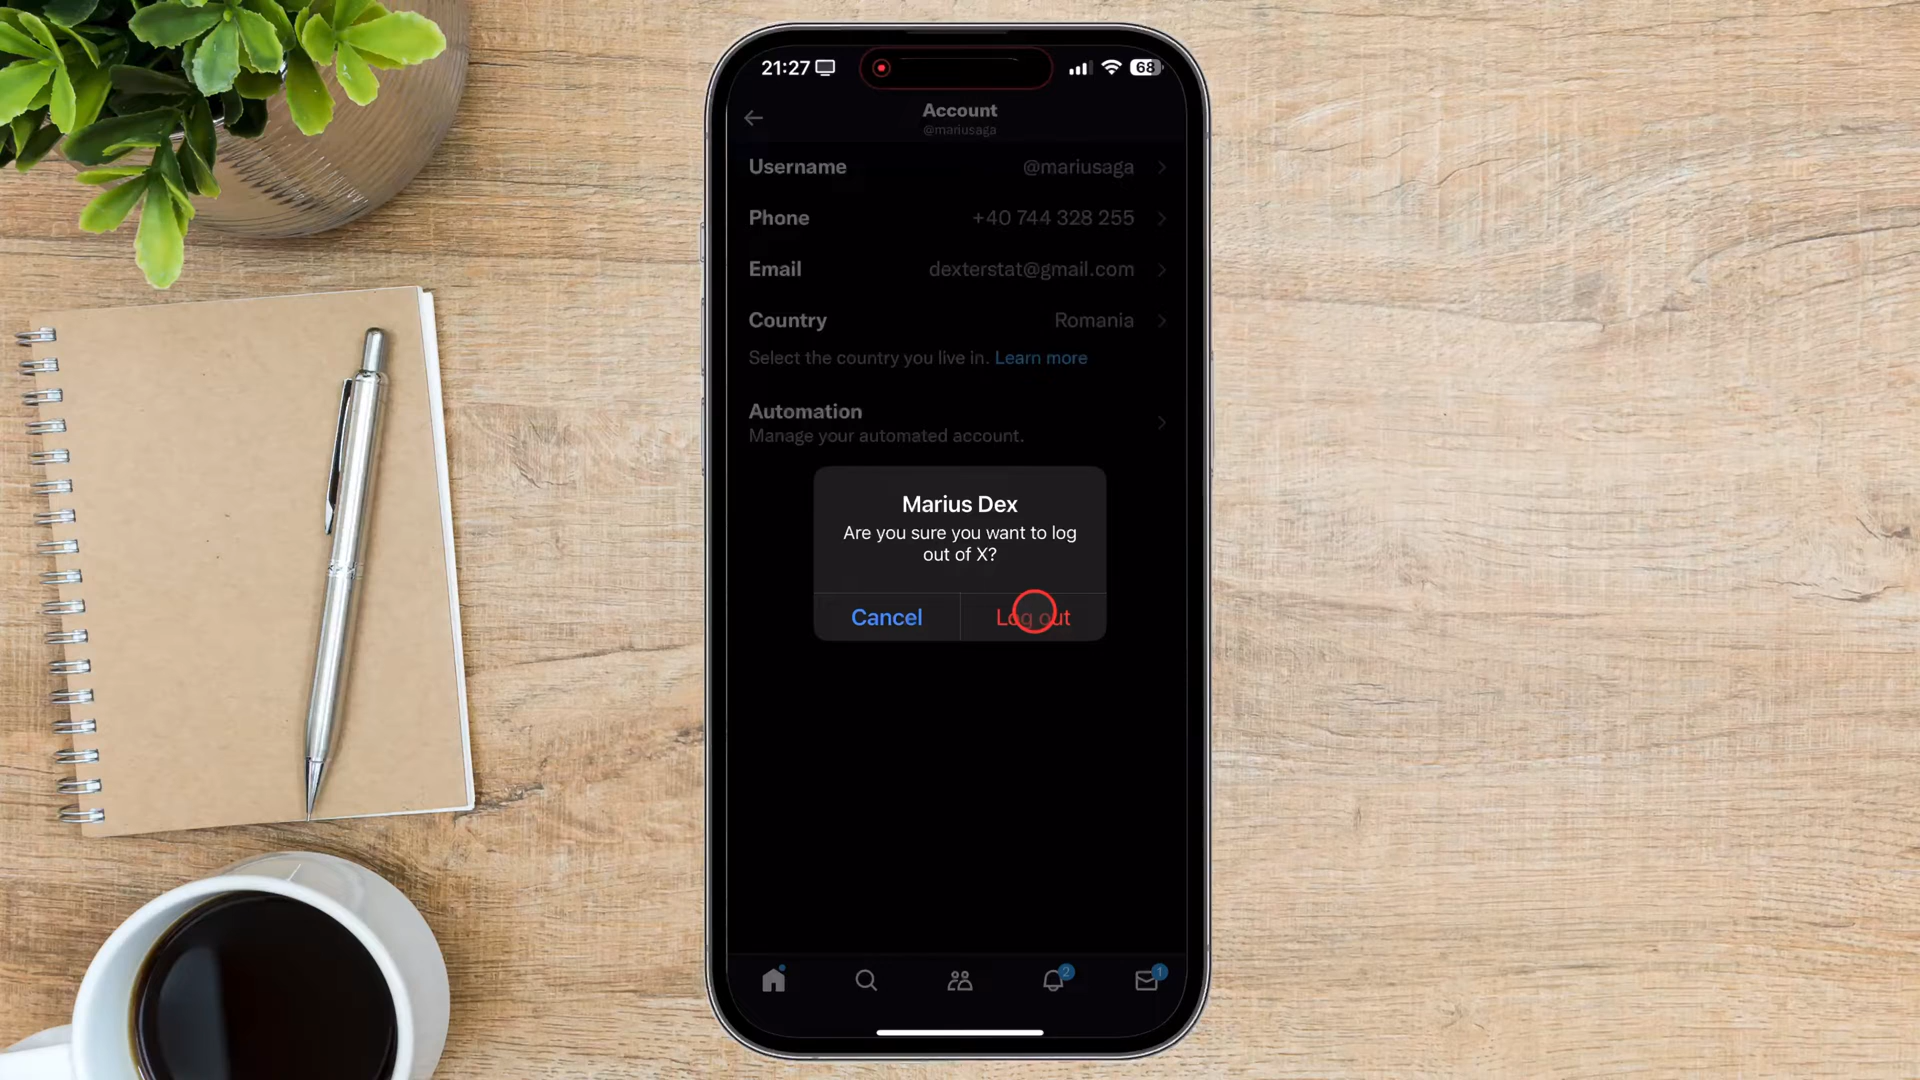 21:27
68
Account
@mariusaga
Username @mariusaga
Phone +40 744 328 255
Email dexterstat@gmail.com
Country Romania
Select the country you live in. Learn more
Automation
Manage your automated account.
Marius Dex
Are you sure you want to log
out of X?
Cancel Log out
2 1